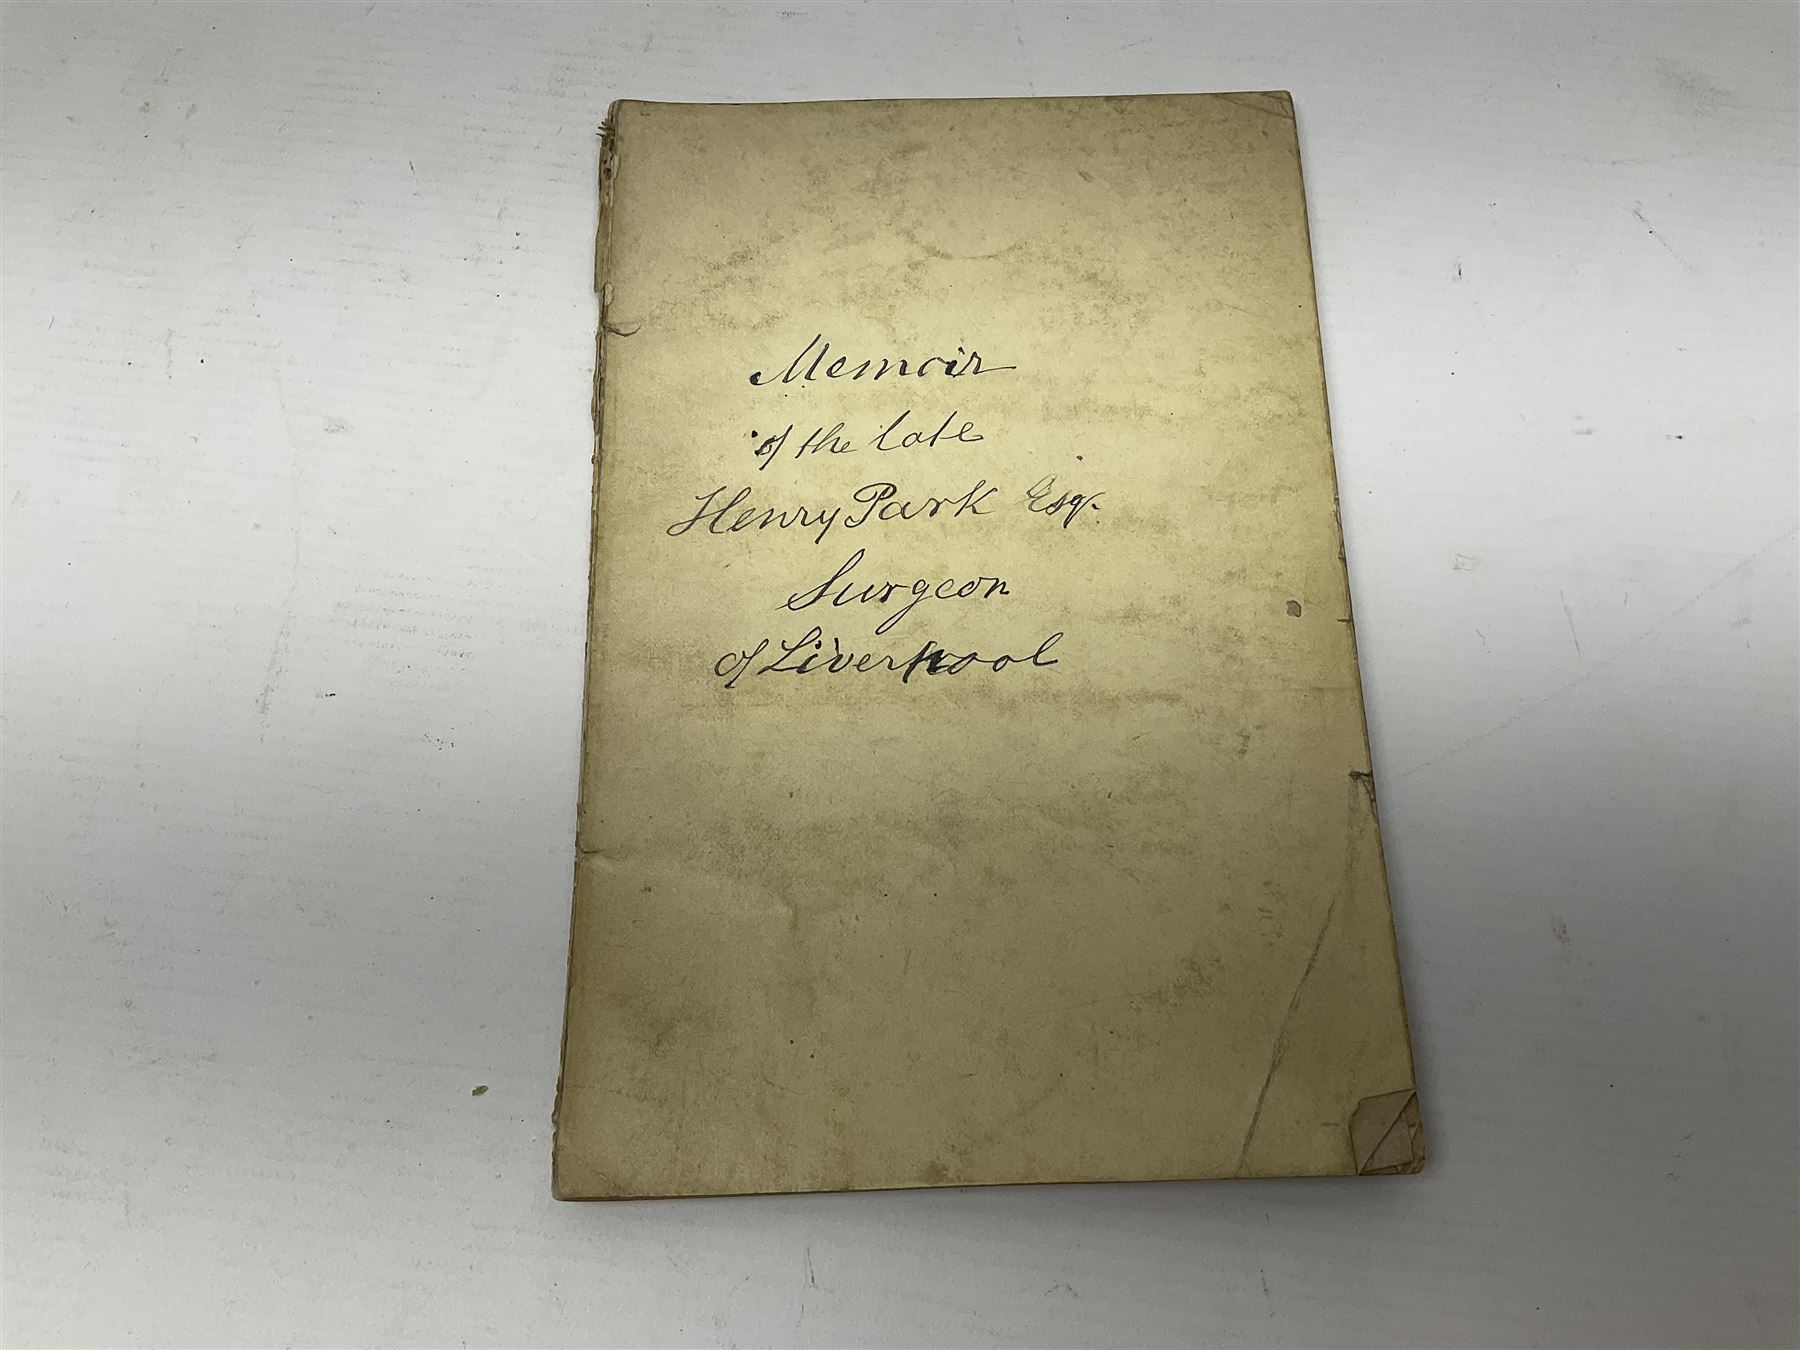 Memoir
of the late
Henry Park Esq.
Surgeon
of Liverpool